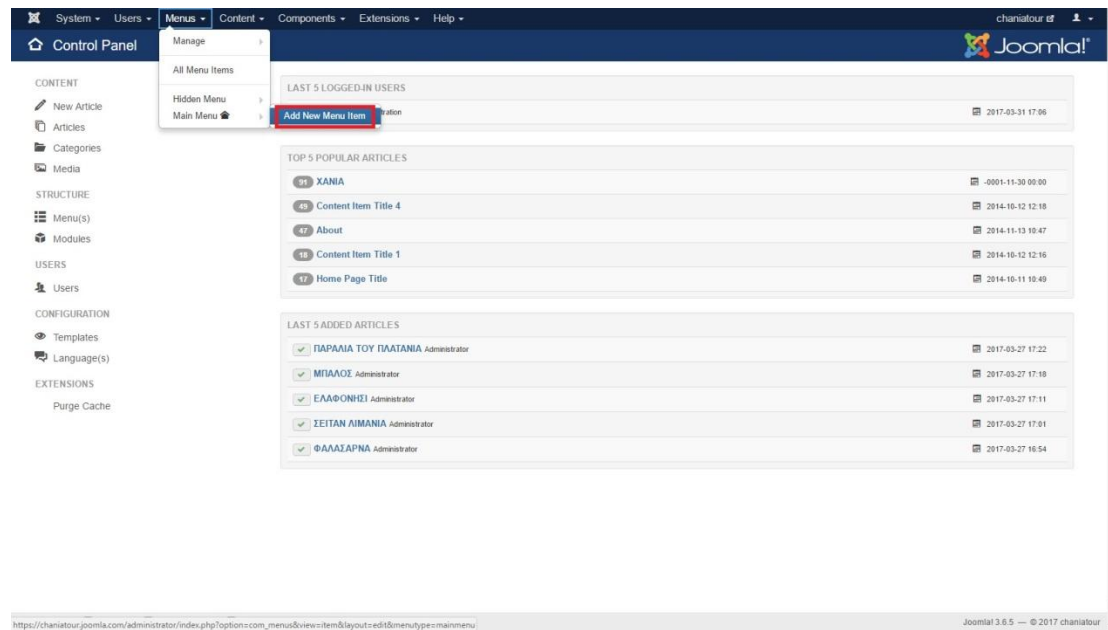 System Users Menus Content Components Extensions Help chaniatour
Control Panel Joomla!
Manage
All Menu Items
Hidden Menu
Main Menu
Add New Menu Item
CONTENT
New Article
Articles
Categories
Media
STRUCTURE
Menu(s)
Modules
USERS
Users
CONFIGURATION
Templates
Language(s)
EXTENSIONS
Purge Cache
LAST 5 LOGGED-IN USERS
2017-03-31 17:06
TOP 5 POPULAR ARTICLES
91 ΧΑΝΙΑ -0001-11-30 00:00
49 Content Item Title 4 2014-10-12 12:18
47 About 2014-11-13 10:47
18 Content Item Title 1 2014-10-12 12:16
17 Home Page Title 2014-10-11 10:49
LAST 5 ADDED ARTICLES
ΠΑΡΑΛΙΑ ΤΟΥ ΠΛΑΤΑΝΙΑ Administrator 2017-03-27 17:22
ΜΠΑΛΟΣ Administrator 2017-03-27 17:18
ΕΛΑΦΟΝΗΣΙ Administrator 2017-03-27 17:11
ΣΕΙΤΑΝ ΛΙΜΑΝΙΑ Administrator 2017-03-27 17:01
ΦΑΛΑΣΑΡΝΑ Administrator 2017-03-27 16:54
https://chaniatour.joomla.com/administrator/index.php?option=com_menus&view=item&layout=edit&menutype=mainmenu
Joomla! 3.6.5 — © 2017 chaniatour